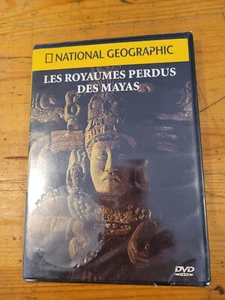 NATIONAL GEOGRAPHIC
LES ROYAUMES PERDUS
DES MAYAS
DVD